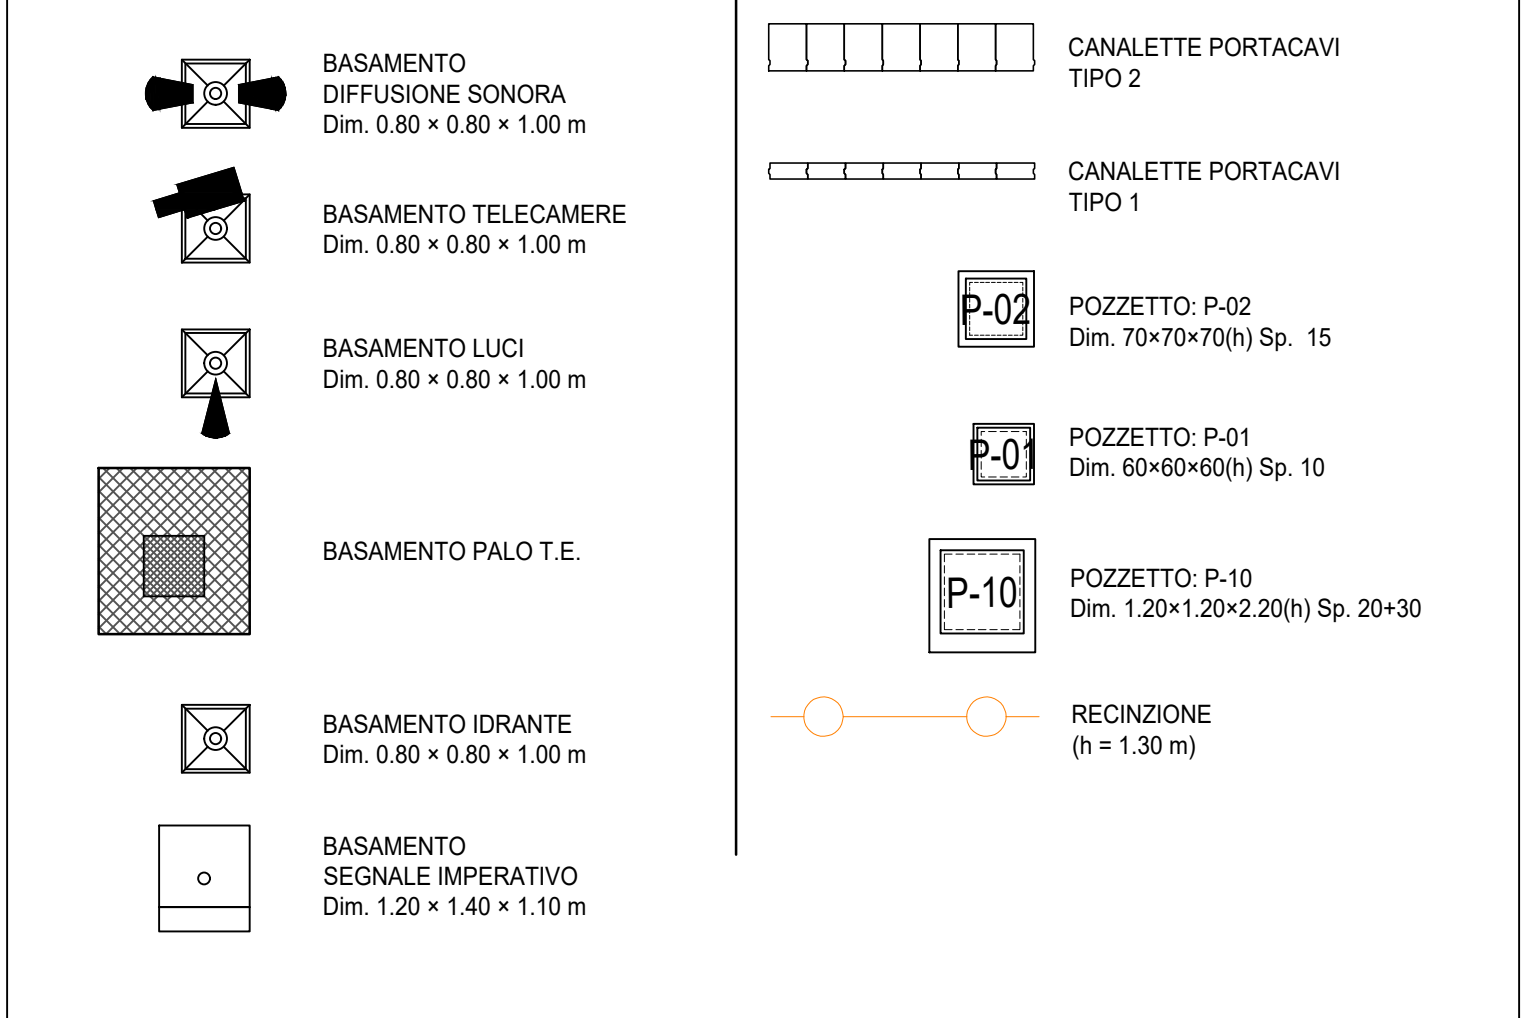 BASAMENTO
DIFFUSIONE SONORA
Dim. 0.80 × 0.80 × 1.00 m
BASAMENTO TELECAMERE
Dim. 0.80 × 0.80 × 1.00 m
BASAMENTO LUCI
Dim. 0.80 × 0.80 × 1.00 m
BASAMENTO PALO T.E.
BASAMENTO IDRANTE
Dim. 0.80 × 0.80 × 1.00 m
BASAMENTO
SEGNALE IMPERATIVO
Dim. 1.20 × 1.40 × 1.10 m
CANALETTE PORTACAVI
TIPO 2
CANALETTE PORTACAVI
TIPO 1
P-02
POZZETTO: P-02
Dim. 70×70×70(h) Sp. 15
P-01
POZZETTO: P-01
Dim. 60×60×60(h) Sp. 10
P-10
POZZETTO: P-10
Dim. 1.20×1.20×2.20(h) Sp. 20+30
RECINZIONE
(h = 1.30 m)